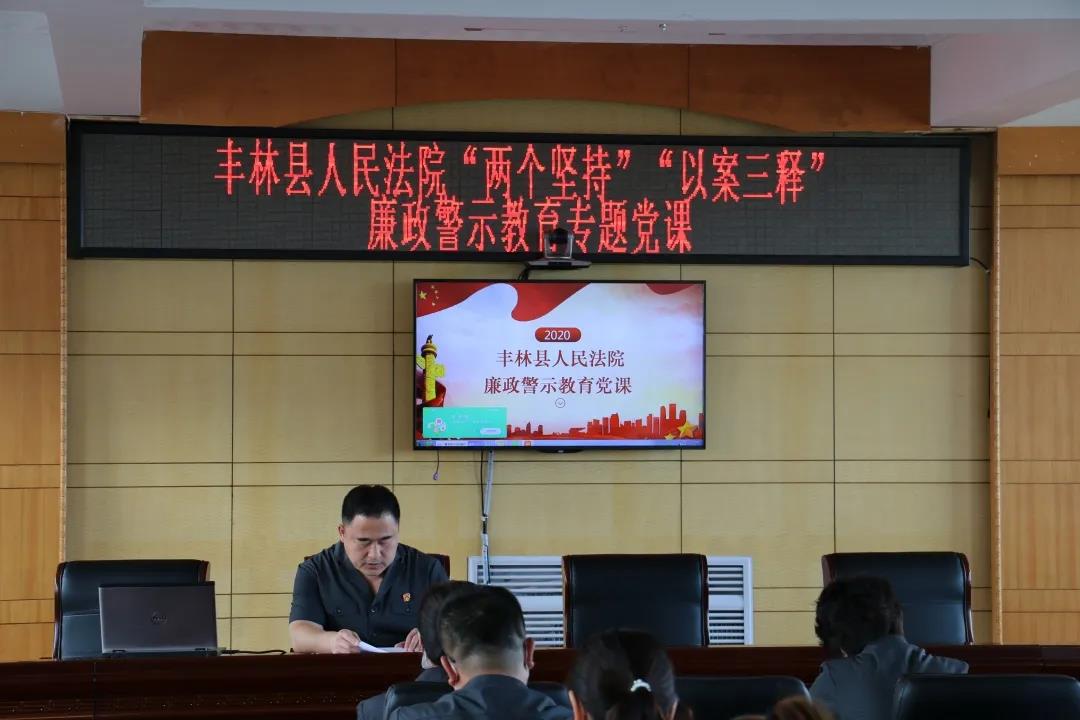 丰林县人民法院“两个坚持”“以案三释”
廉政警示教育专题党课
2020
丰林县人民法院
廉政警示教育党课
DELL